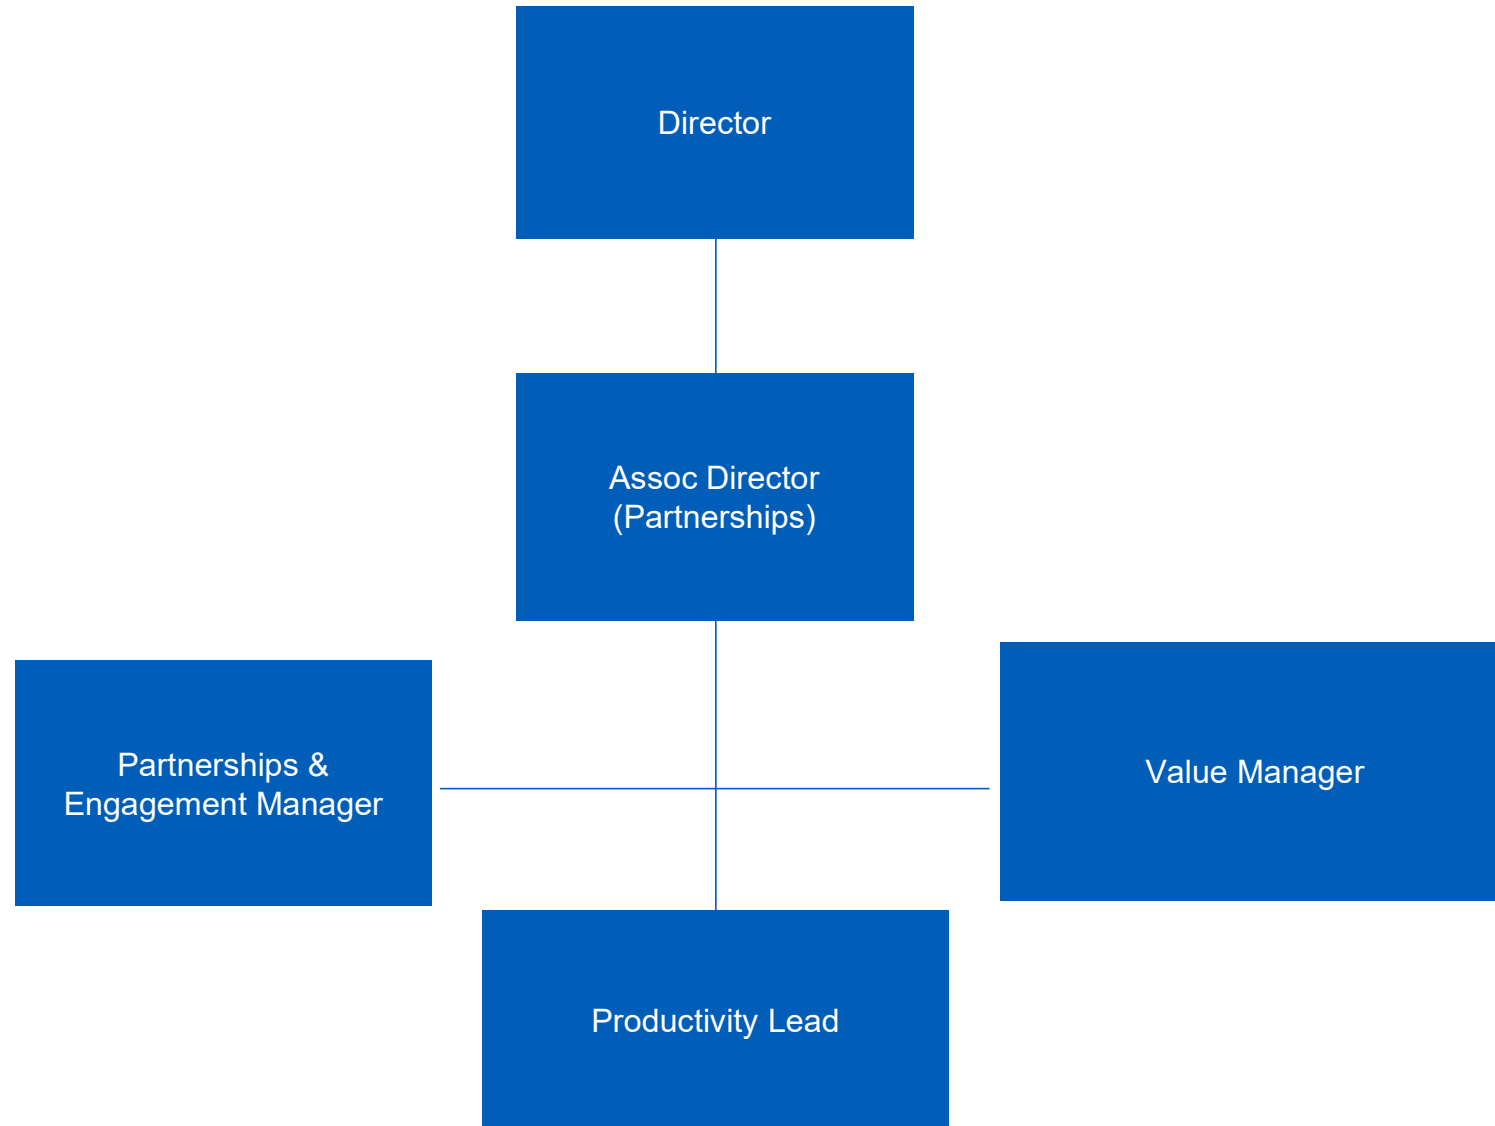 Director
Assoc Director
(Partnerships)
Partnerships &
Engagement Manager
Value Manager
Productivity Lead